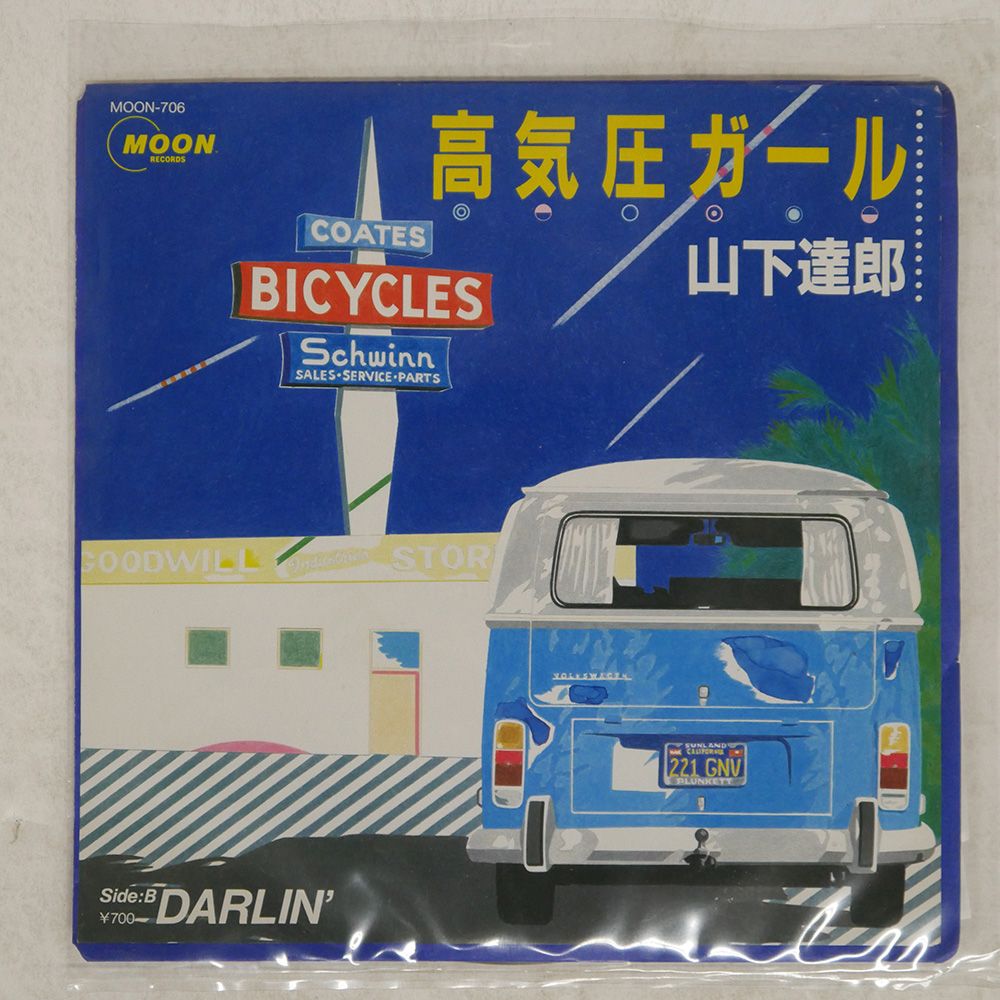 MOON-706
MOON
RECORDS
高気圧ガール
山下達郎
COATES
BICYCLES
Schwinn
SALES·SERVICE·PARTS
GOODWILL Industries STOR
VOLKSWAGEN
SUNLAND
CALIFORNIA
221 GNV
PLUNKETT
Side:B DARLIN'
¥700